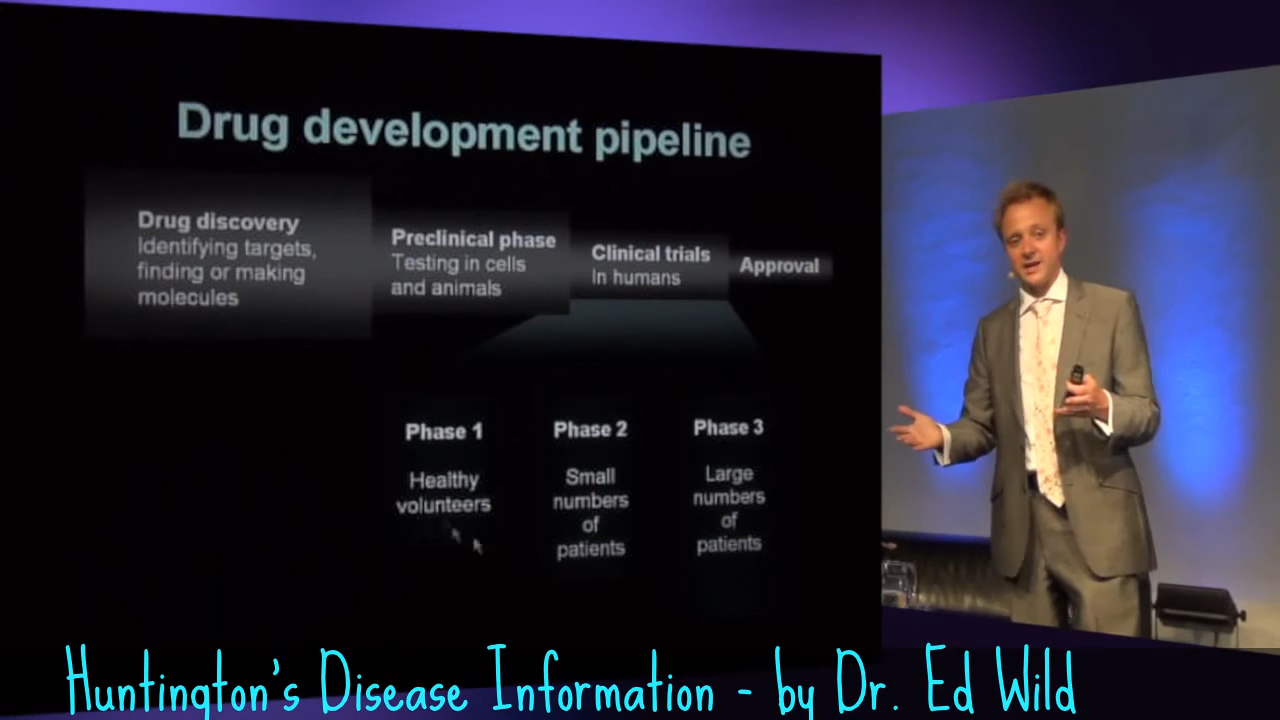 Drug development pipeline
Drug discovery
Identifying targets,
finding or making
molecules
Preclinical phase
Testing in cells
and animals
Clinical trials
In humans
Approval
Phase 1
Healthy
volunteers
Phase 2
Small
numbers
of
patients
Phase 3
Large
numbers
of
patients
Huntington's Disease Information - by Dr. Ed Wild